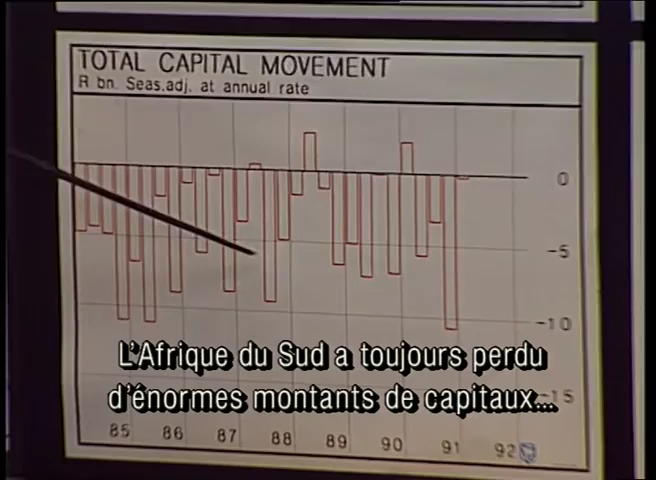 TOTAL CAPITAL MOVEMENT
R bn. Seas.adj. at annual rate
0
-5
-10
-15
85 86 87 88 89 90 91 92
L'Afrique du Sud a toujours perdu
d'énormes montants de capitaux...